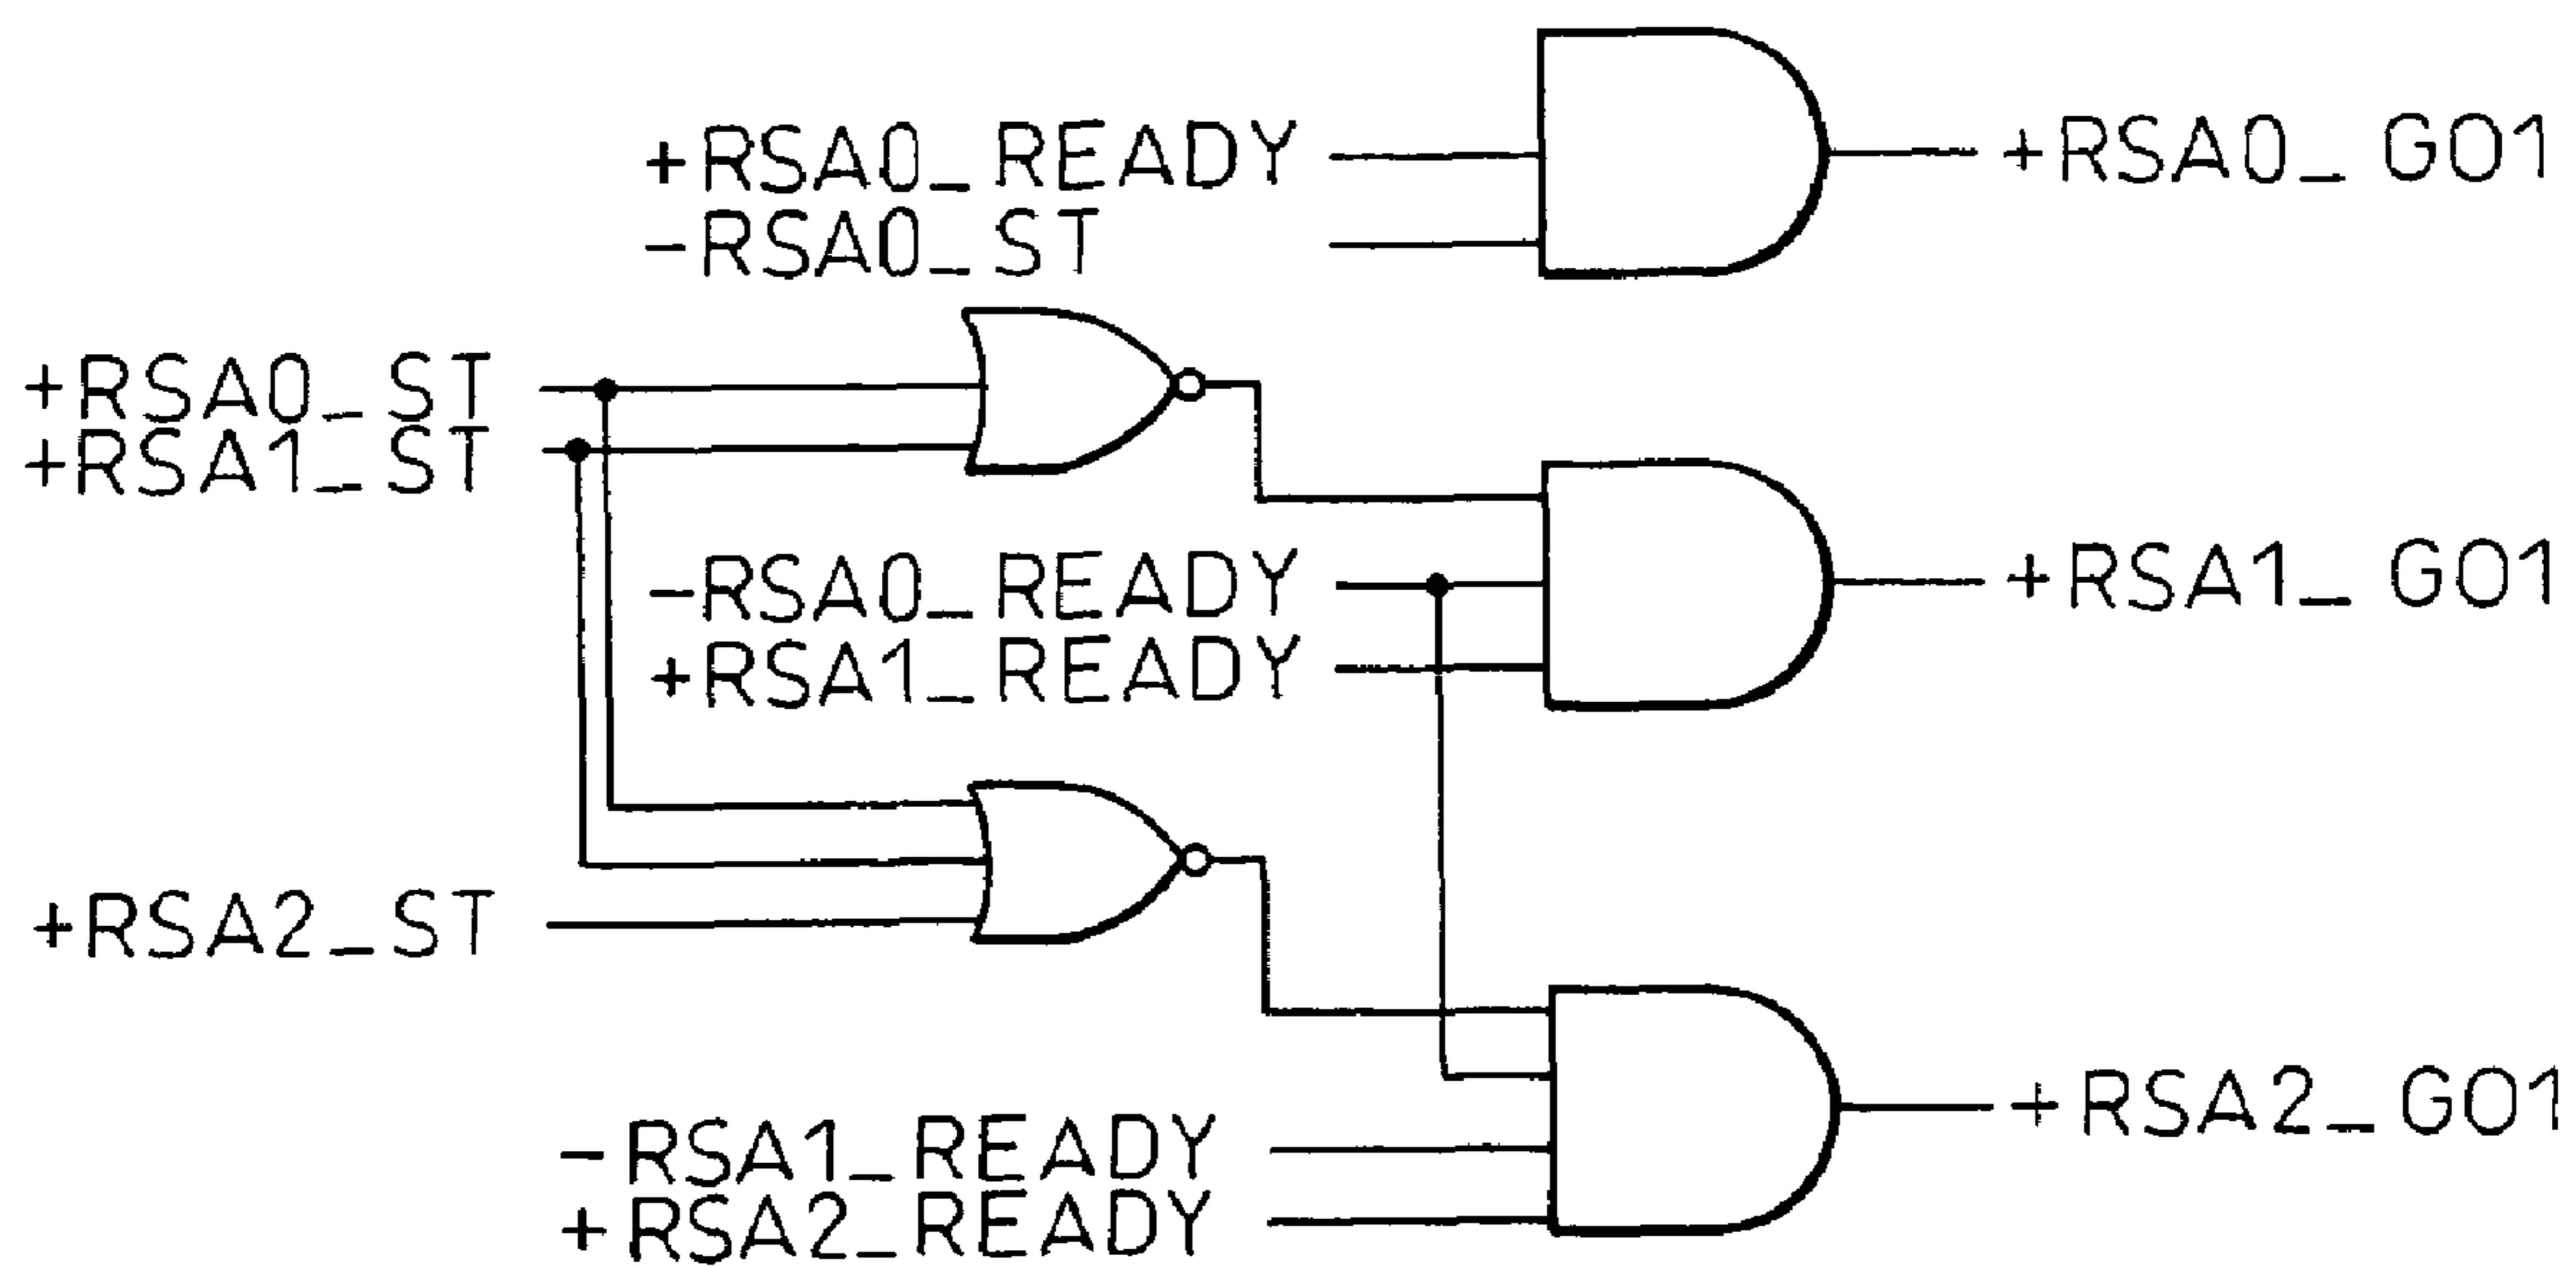 +RSA0_READY
+RSA0_GO1
-RSA0_ST
+RSA0_ST
+RSA1_ST
-RSA0_READY
+RSA1_GO1
+RSA1_READY
+RSA2_ST
+RSA2_GO1
-RSA1_READY
+RSA2_READY